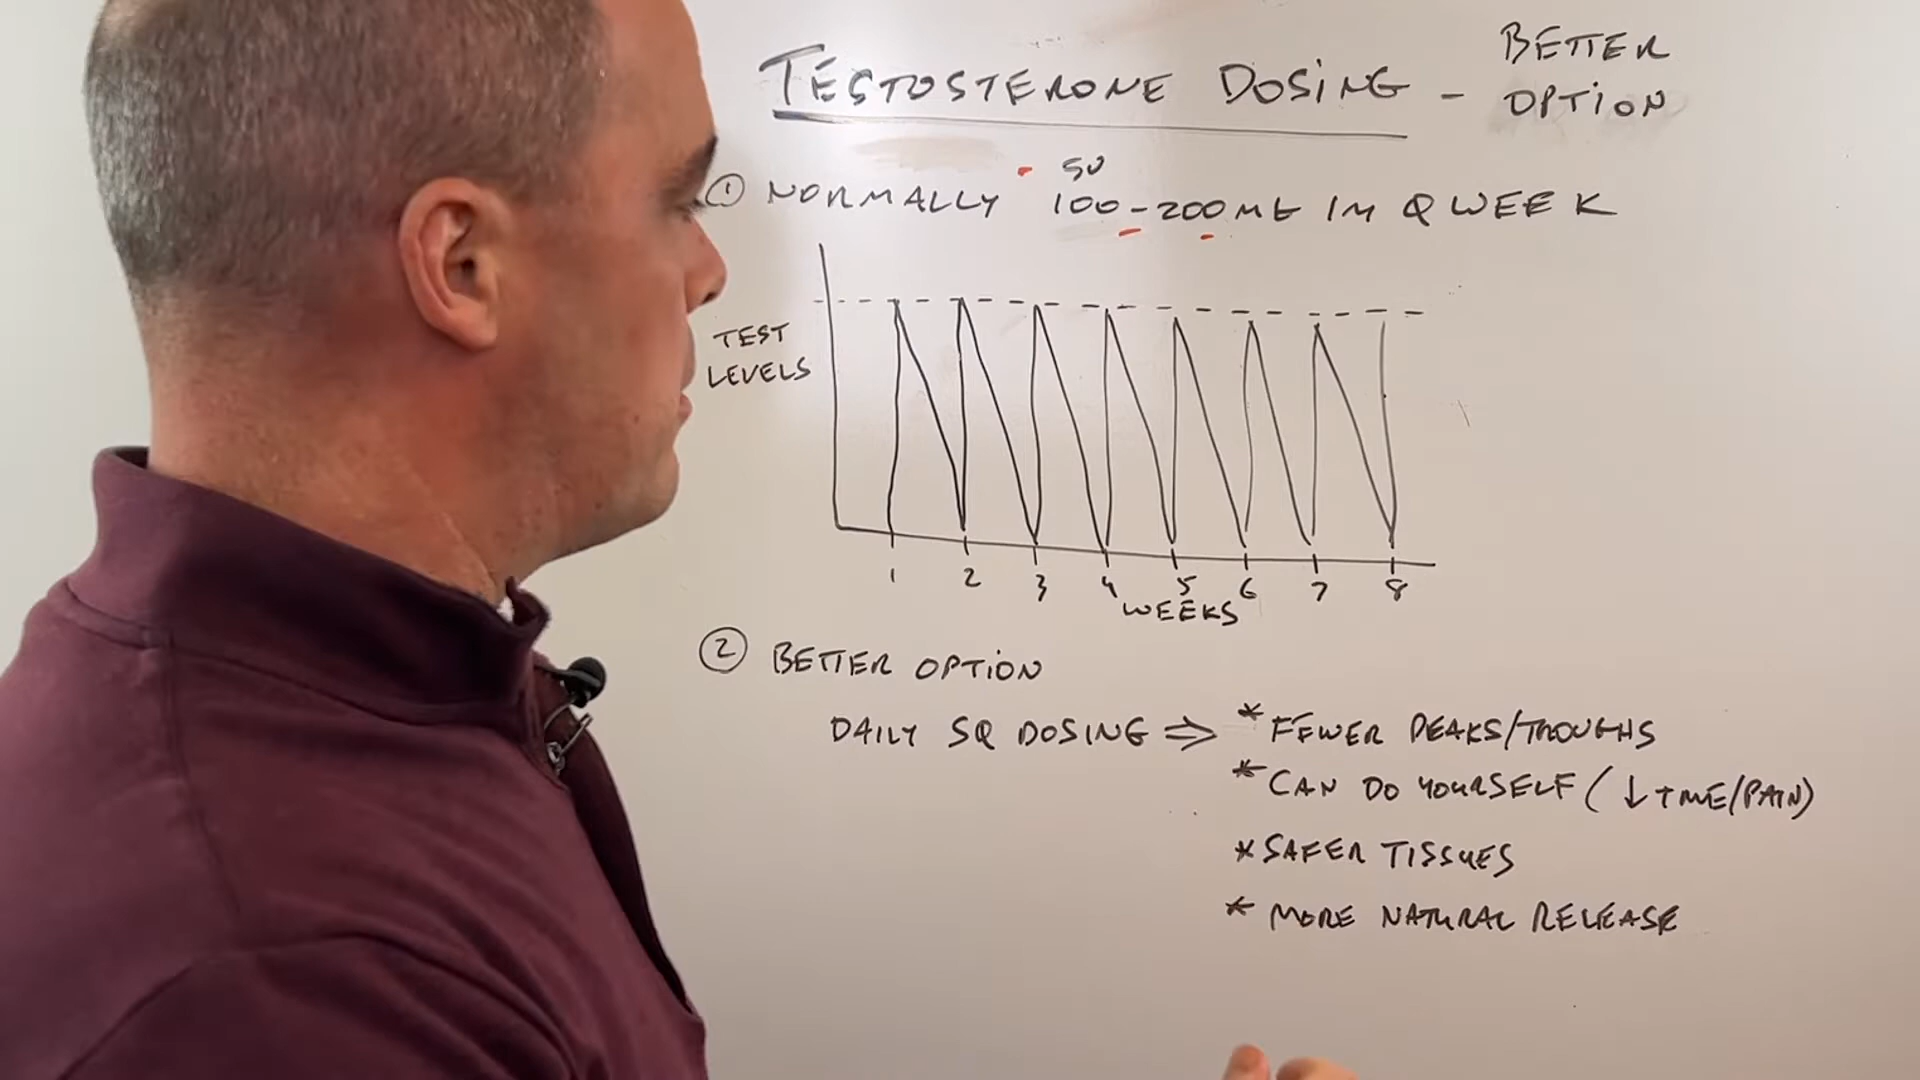 TESTOSTERONE DOSING - BETTER OPTION
50
① NORMALLY 100-200MG IM Q WEEK
TEST
LEVELS
1 2 3 4 5 6 7 8
WEEKS
② BETTER OPTION
DAILY SQ DOSING ⇒ * FEWER PEAKS/TROUGHS
* CAN DO YOURSELF (↓ TIME/PAIN)
* SAFER TISSUES
* MORE NATURAL RELEASE